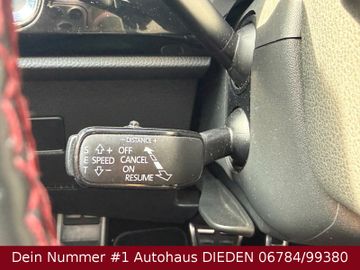 - DISTANCE +
S ⇧ + OFF
E SPEED CANCEL
T ⇩ - ON
RESUME
Dein Nummer #1 Autohaus DIEDEN 06784/99380